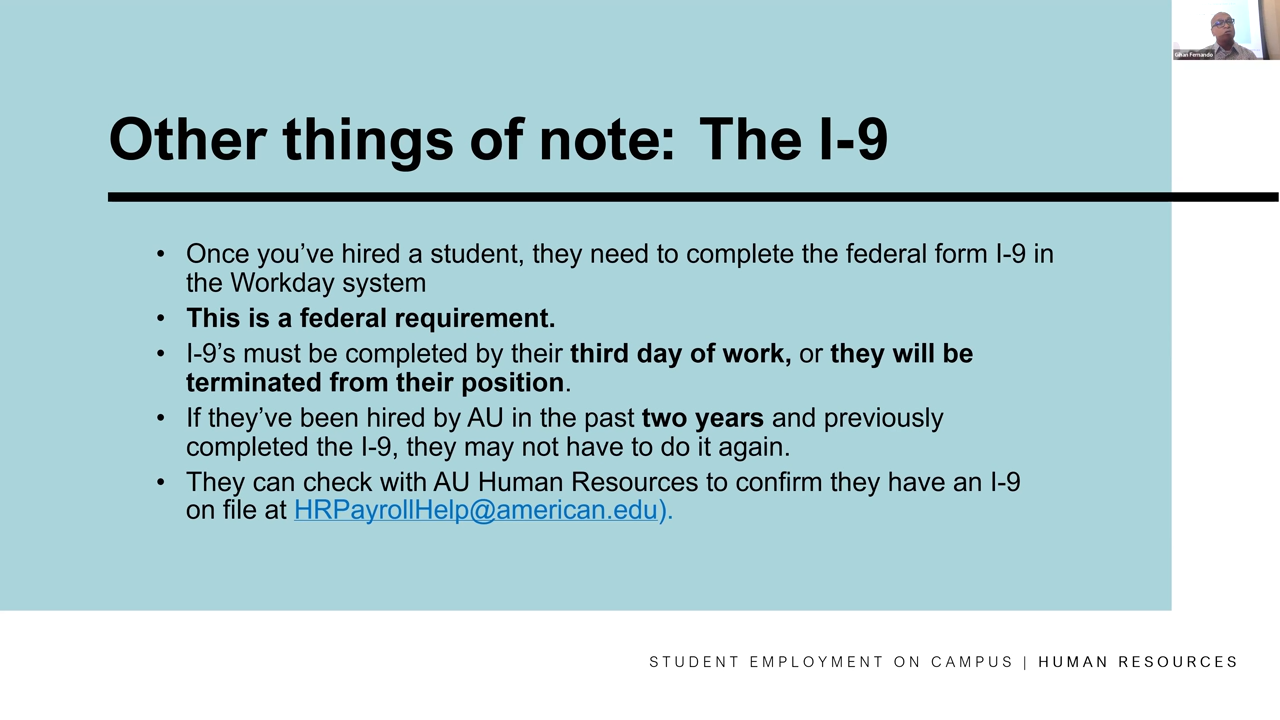 Other things of note: The I-9
• Once you’ve hired a student, they need to complete the federal form I-9 in
the Workday system
• This is a federal requirement.
• I-9’s must be completed by their third day of work, or they will be
terminated from their position.
• If they’ve been hired by AU in the past two years and previously
completed the I-9, they may not have to do it again.
• They can check with AU Human Resources to confirm they have an I-9
on file at HRPayrollHelp@american.edu).
STUDENT EMPLOYMENT ON CAMPUS | HUMAN RESOURCES
Gihan Fernando